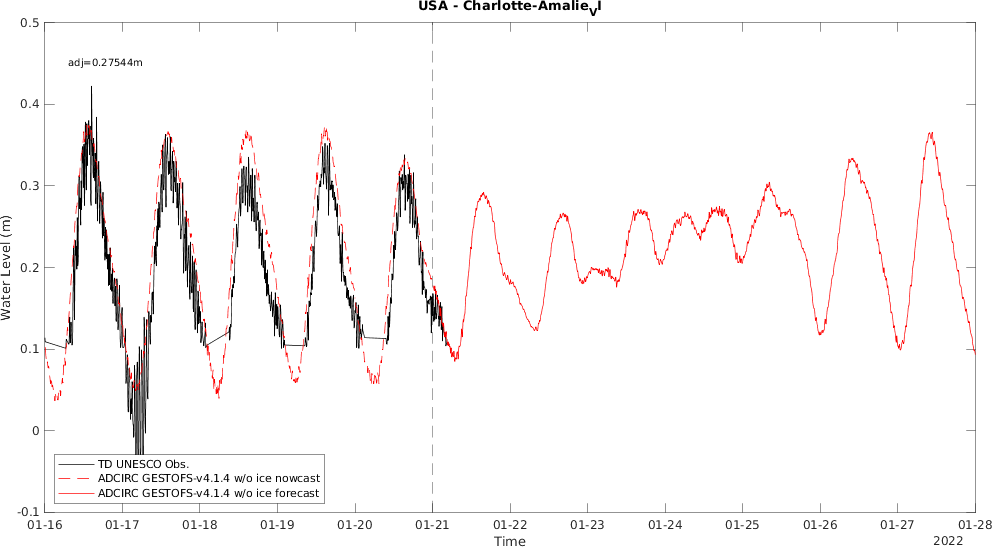 USA - Charlotte-Amalie_VI
adj=0.27544m
Water Level (m)
0.5
0.4
0.3
0.2
0.1
0
-0.1
TD UNESCO Obs.
ADCIRC GESTOFS-v4.1.4 w/o ice nowcast
ADCIRC GESTOFS-v4.1.4 w/o ice forecast
01-16 01-17 01-18 01-19 01-20 01-21 01-22 01-23 01-24 01-25 01-26 01-27 01-28
Time
2022